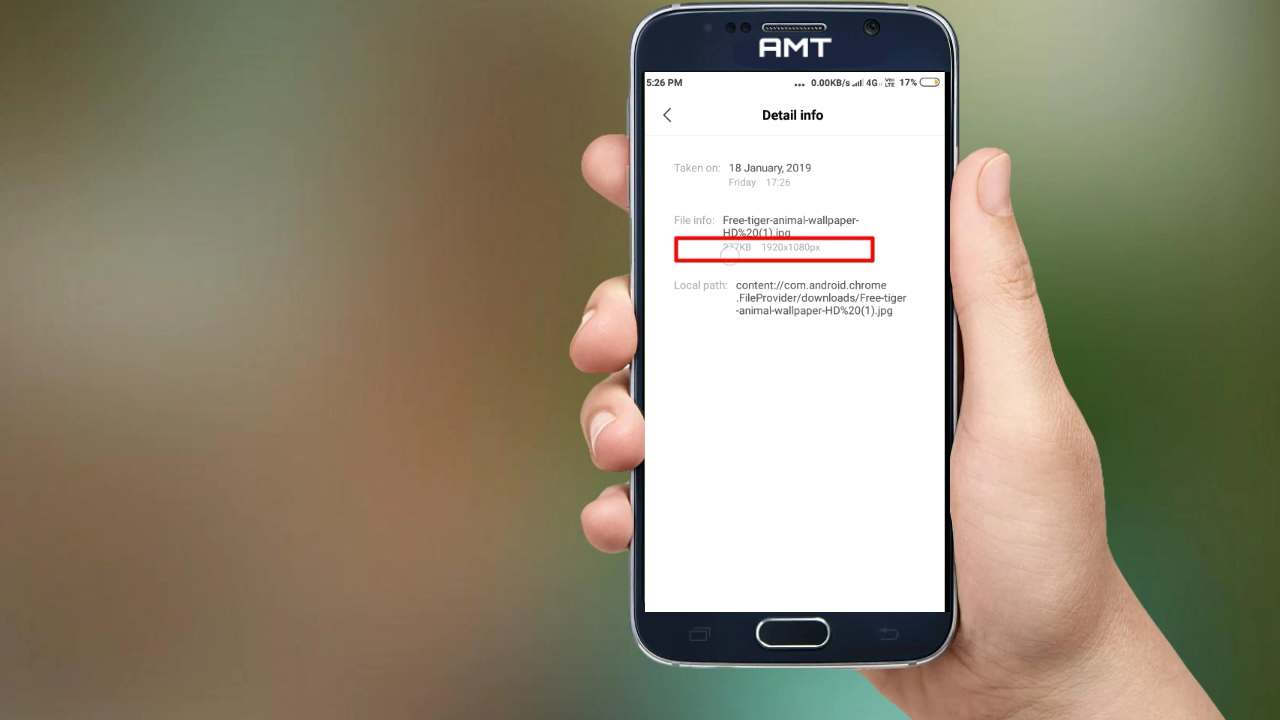 AMT
5:26 PM ... 0.00KB/s 4G VoLTE 17%
Detail info
Taken on: 18 January, 2019
Friday 17:26
File info: Free-tiger-animal-wallpaper-
HD%20(1).jpg
277KB 1920x1080px
Local path: content://com.android.chrome
.FileProvider/downloads/Free-tiger
-animal-wallpaper-HD%20(1).jpg